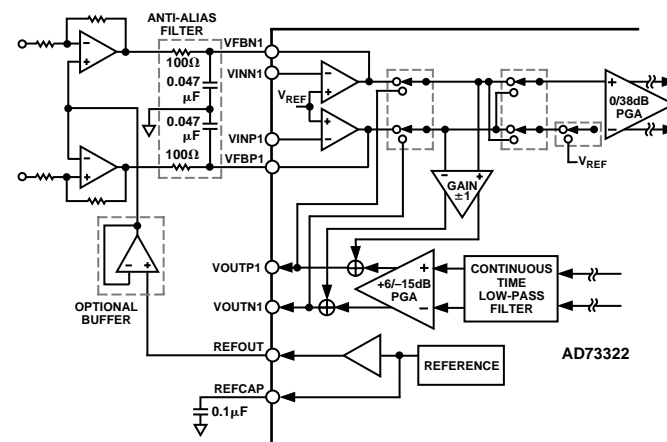 ANTI-ALIAS
FILTER
VFBN1
100Ω
0.047
µF
VINN1
VREF
0.047
µF
VINP1
100Ω
VFBP1
0/38dB
PGA
VREF
GAIN
±1
VOUTP1
+6/–15dB
PGA
CONTINUOUS
TIME
LOW-PASS
FILTER
VOUTN1
OPTIONAL
BUFFER
REFOUT
REFERENCE
AD73322
REFCAP
0.1µF